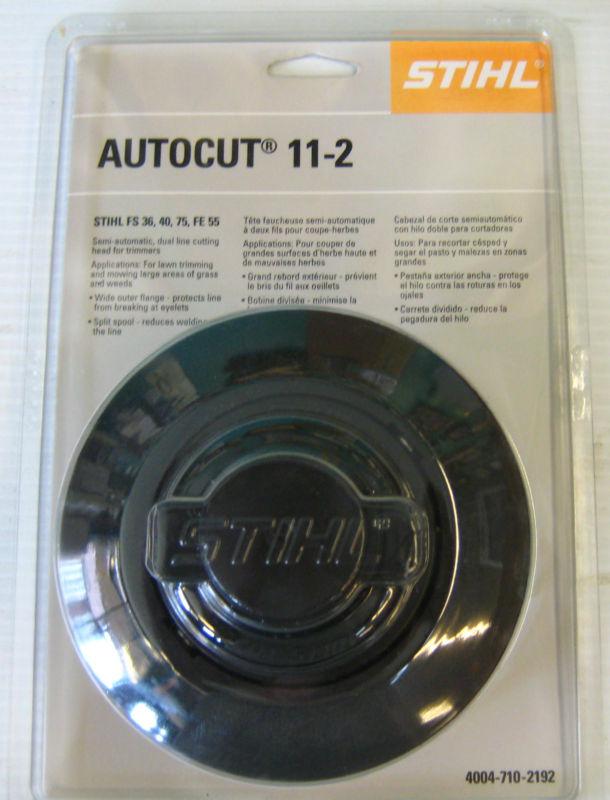 STIHL®
AUTOCUT® 11-2
STIHL FS 36, 40, 75, FE 55
Semi-automatic, dual line cutting
head for trimmers
Applications: For lawn trimming
and mowing large areas of grass
and weeds
• Wide outer flange - protects line
from breaking at eyelets
• Split spool - reduces welding
the line
Tête faucheuse semi-automatique
à deux fils pour coupe-herbes
Applications: Pour couper de
grandes surfaces d'herbe haute et
de mauvaises herbes
• Grand rebord extérieur - prévient
le bris du fil aux oeillets
• Bobine divisée - minimise la
Cabezal de corte semiautomático
con hilo doble para cortadores
Usos: Para recortar césped y
segar el pasto y malezas en zonas
grandes
• Pestaña exterior ancha - protege
el hilo contra las roturas en los
ojales
• Carrete dividido - reduce la
pegadura del hilo
STIHL®
4004-710-2192